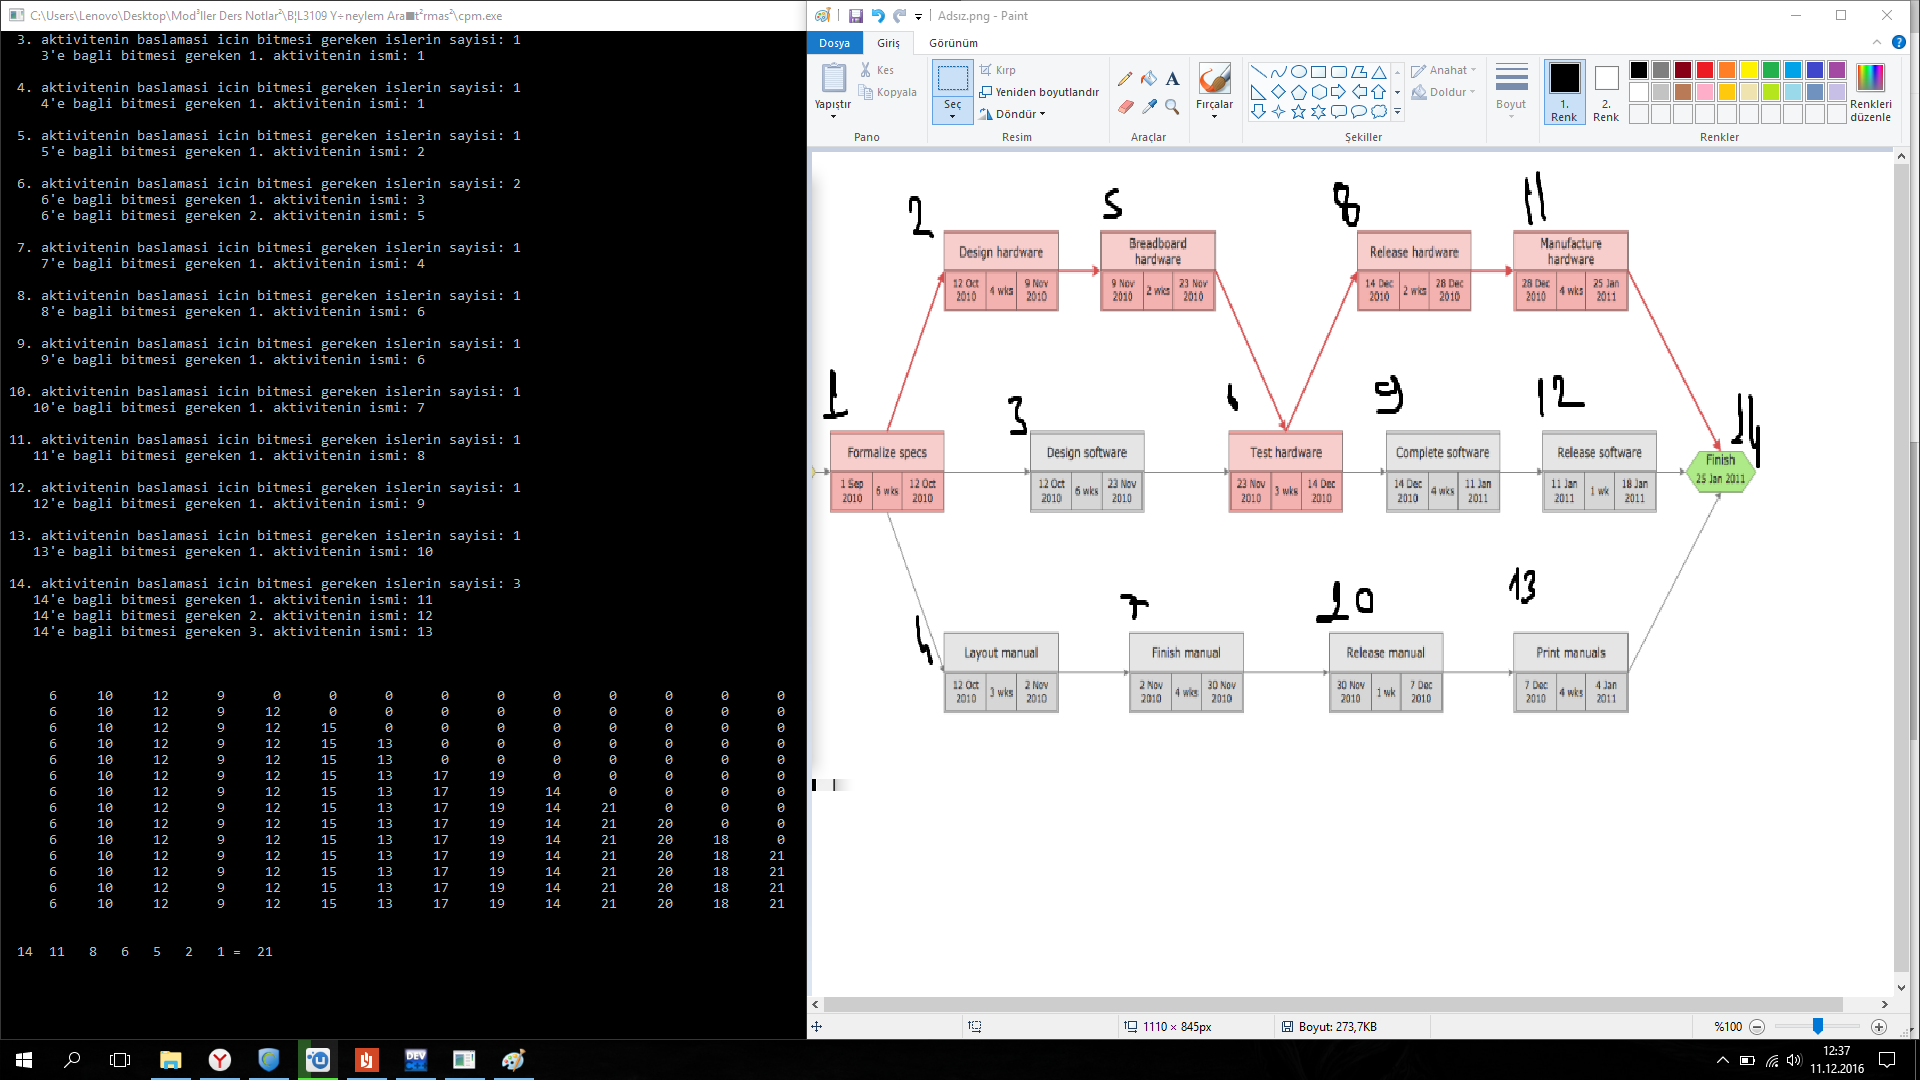 C:\Users\Lenovo\Desktop\Mod³ller Ders Notlar²\B¦L3109 Y÷neylem Ara■t²rmas²\cpm.exe
3. aktivitenin baslamasi icin bitmesi gereken islerin sayisi: 1
3'e bagli bitmesi gereken 1. aktivitenin ismi: 1
4. aktivitenin baslamasi icin bitmesi gereken islerin sayisi: 1
4'e bagli bitmesi gereken 1. aktivitenin ismi: 1
5. aktivitenin baslamasi icin bitmesi gereken islerin sayisi: 1
5'e bagli bitmesi gereken 1. aktivitenin ismi: 2
6. aktivitenin baslamasi icin bitmesi gereken islerin sayisi: 2
6'e bagli bitmesi gereken 1. aktivitenin ismi: 3
6'e bagli bitmesi gereken 2. aktivitenin ismi: 5
7. aktivitenin baslamasi icin bitmesi gereken islerin sayisi: 1
7'e bagli bitmesi gereken 1. aktivitenin ismi: 4
8. aktivitenin baslamasi icin bitmesi gereken islerin sayisi: 1
8'e bagli bitmesi gereken 1. aktivitenin ismi: 6
9. aktivitenin baslamasi icin bitmesi gereken islerin sayisi: 1
9'e bagli bitmesi gereken 1. aktivitenin ismi: 6
10. aktivitenin baslamasi icin bitmesi gereken islerin sayisi: 1
10'e bagli bitmesi gereken 1. aktivitenin ismi: 7
11. aktivitenin baslamasi icin bitmesi gereken islerin sayisi: 1
11'e bagli bitmesi gereken 1. aktivitenin ismi: 8
12. aktivitenin baslamasi icin bitmesi gereken islerin sayisi: 1
12'e bagli bitmesi gereken 1. aktivitenin ismi: 9
13. aktivitenin baslamasi icin bitmesi gereken islerin sayisi: 1
13'e bagli bitmesi gereken 1. aktivitenin ismi: 10
14. aktivitenin baslamasi icin bitmesi gereken islerin sayisi: 3
14'e bagli bitmesi gereken 1. aktivitenin ismi: 11
14'e bagli bitmesi gereken 2. aktivitenin ismi: 12
14'e bagli bitmesi gereken 3. aktivitenin ismi: 13
6 10 12 9 0 0 0 0 0 0 0 0 0 0
6 10 12 9 12 0 0 0 0 0 0 0 0 0
6 10 12 9 12 15 0 0 0 0 0 0 0 0
6 10 12 9 12 15 13 0 0 0 0 0 0 0
6 10 12 9 12 15 13 0 0 0 0 0 0 0
6 10 12 9 12 15 13 17 19 0 0 0 0 0
6 10 12 9 12 15 13 17 19 14 0 0 0 0
6 10 12 9 12 15 13 17 19 14 21 0 0 0
6 10 12 9 12 15 13 17 19 14 21 20 0 0
6 10 12 9 12 15 13 17 19 14 21 20 18 0
6 10 12 9 12 15 13 17 19 14 21 20 18 21
6 10 12 9 12 15 13 17 19 14 21 20 18 21
6 10 12 9 12 15 13 17 19 14 21 20 18 21
6 10 12 9 12 15 13 17 19 14 21 20 18 21
14 11 8 6 5 2 1 = 21
Adsız.png - Paint
Dosya Giriş Görünüm
Yapıştır
Kes
Kopyala
Pano
Seç
Kırp
Yeniden boyutlandır
Döndür
Resim
A
Araçlar
Fırçalar
Anahat
Doldur
Şekiller
Boyut
1. Renk
2. Renk
Renkleri düzenle
Renkler
2 5 8 11
Design hardware
12 Oct 2010 4 wks 9 Nov 2010
Breadboard hardware
9 Nov 2010 2 wks 23 Nov 2010
Release hardware
14 Dec 2010 2 wks 28 Dec 2010
Manufacture hardware
28 Dec 2010 4 wks 25 Jan 2011
1 3 9 12 14
Formalize specs
1 Sep 2010 6 wks 12 Oct 2010
Design software
12 Oct 2010 6 wks 23 Nov 2010
Test hardware
23 Nov 2010 3 wks 14 Dec 2010
Complete software
14 Dec 2010 4 wks 11 Jan 2011
Release software
11 Jan 2011 1 wk 18 Jan 2011
Finish
25 Jan 2011
4 7 10 13
Layout manual
12 Oct 2010 3 wks 2 Nov 2010
Finish manual
2 Nov 2010 4 wks 30 Nov 2010
Release manual
30 Nov 2010 1 wk 7 Dec 2010
Print manuals
7 Dec 2010 4 wks 4 Jan 2011
1110 × 845px
Boyut: 273,7KB
%100
DEV
12:37
11.12.2016